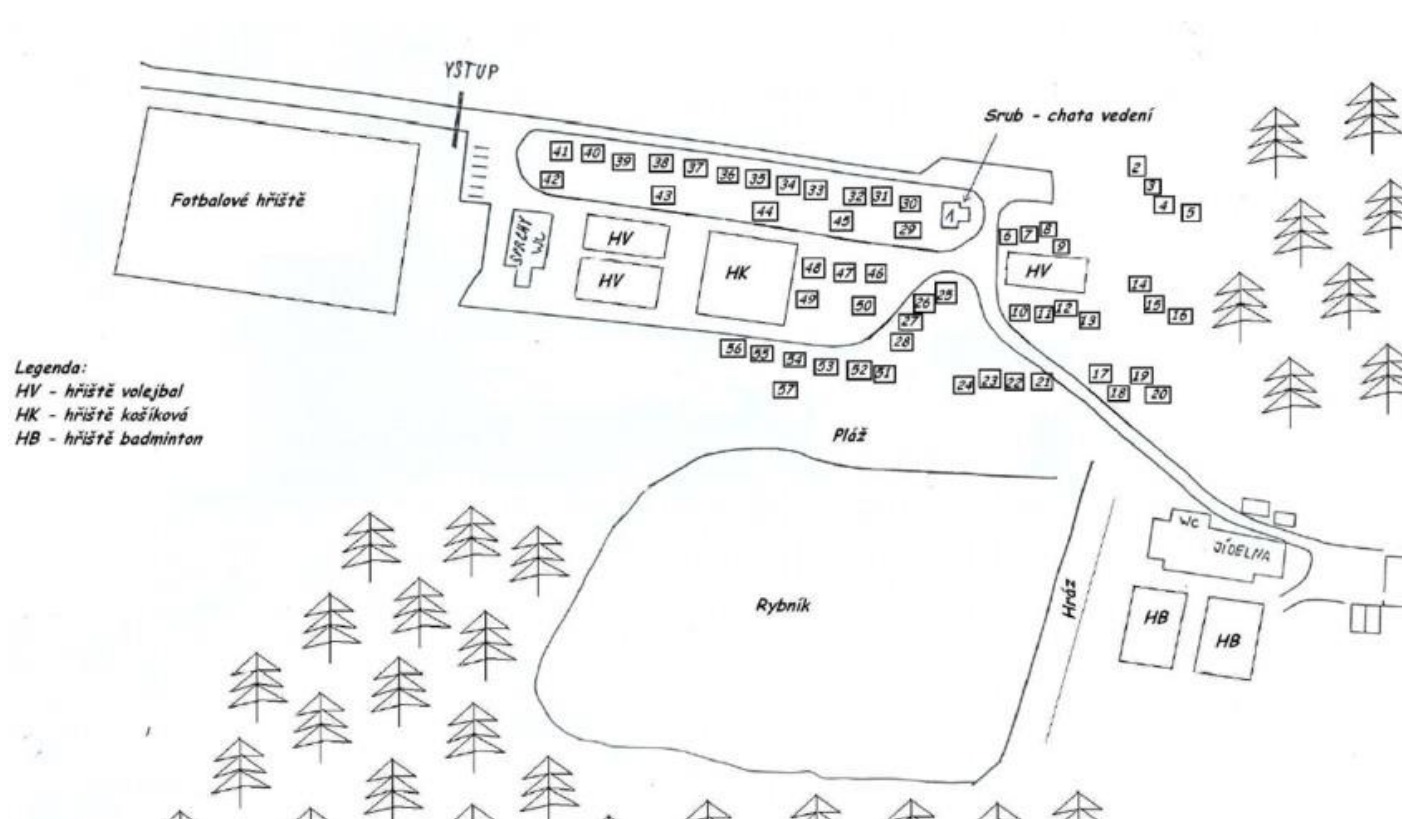 YSTUP
Srub - chata vedení
Fotbalové hřiště
41 40 39 38 37 36 35 34 33 32 31 30
42 43 44 45 29
1
2
3
4
5
6 7 8
9
SPRCHY
WC
HV
HV
HK
HV
48 47 46
49 50
26 25
27
28
10 11 12
13
14
15
16
56 55 54 53 52 51
57
24 23 22 21
17 19
18 20
Legenda:
HV - hřiště volejbal
HK - hřiště košíková
HB - hřiště badminton
Pláž
Rybník
Hráz
WC
JÍDELNA
HB
HB